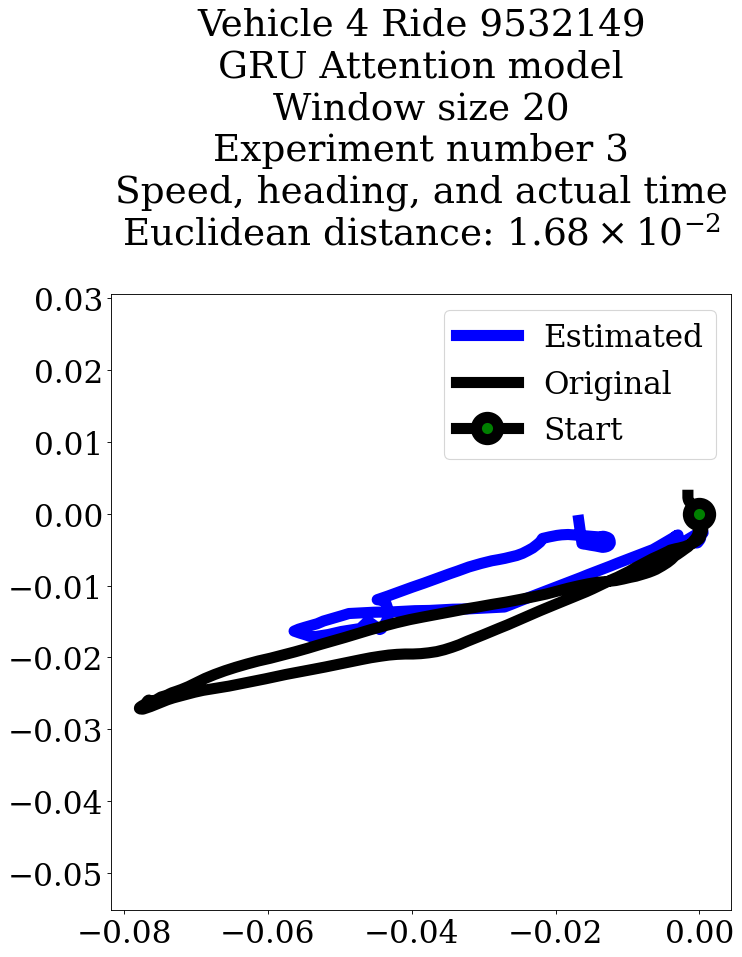 Vehicle 4 Ride 9532149
GRU Attention model
Window size 20
Experiment number 3
Speed, heading, and actual time
Euclidean distance: 1.68 × 10⁻²
Estimated
Original
Start
0.03
0.02
0.01
0.00
−0.01
−0.02
−0.03
−0.04
−0.05
−0.08 −0.06 −0.04 −0.02 0.00